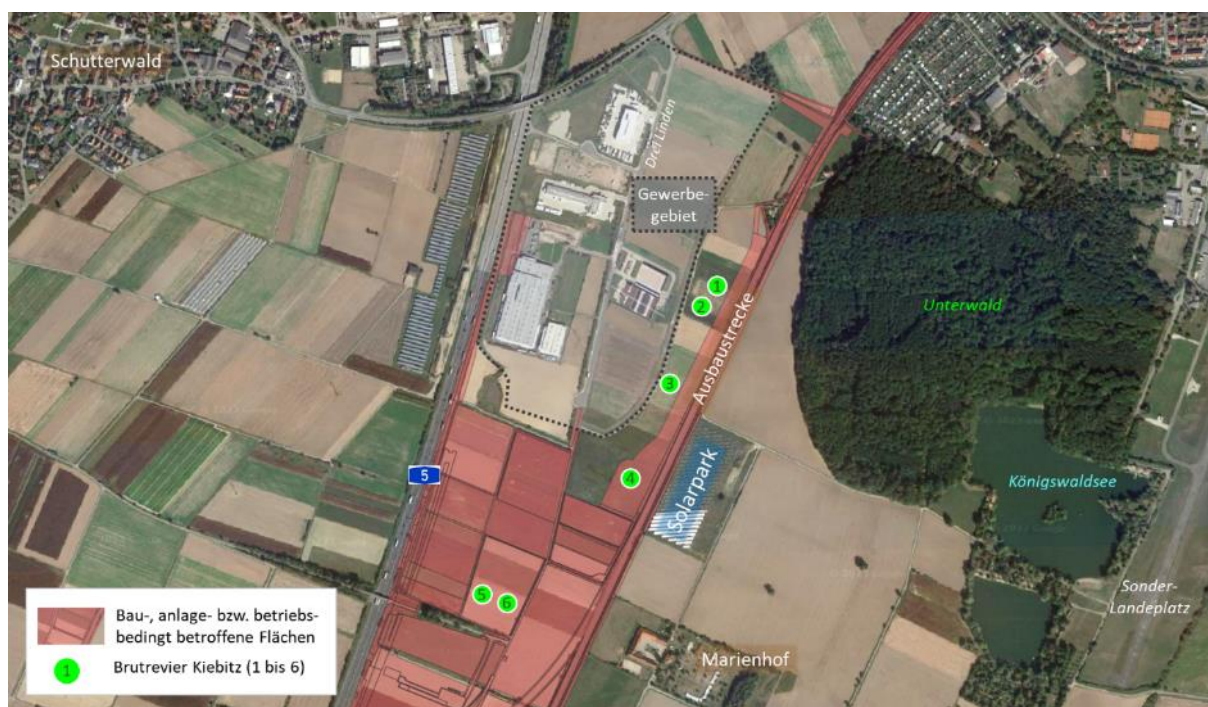 Schutterwald
Drei Linden
Gewerbe-
gebiet
1
2
Unterwald
3
Ausbaustrecke
5
4
Solarpark
Königswaldsee
5
6
Sonder-
Landeplatz
Marienhof
Bau-, anlage- bzw. betriebs-
bedingt betroffene Flächen
1 Brutrevier Kiebitz (1 bis 6)